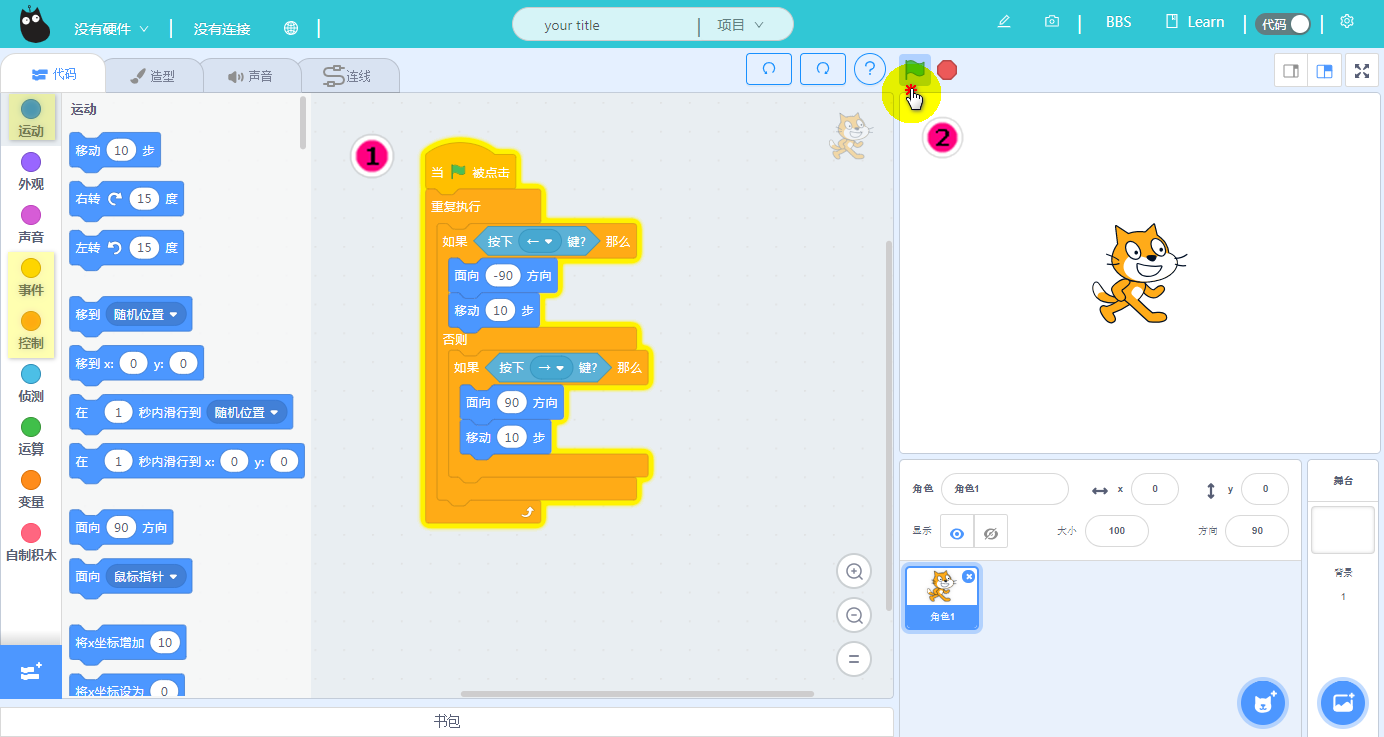 没有硬件 没有连接 your title 项目 BBS Learn 代码
代码 造型 声音 连线 ?
运动
外观
声音
事件
控制
侦测
运算
变量
自制积木
运动
移动 10 步
右转 15 度
左转 15 度
移到 随机位置
移到 x: 0 y: 0
在 1 秒内滑行到 随机位置
在 1 秒内滑行到 x: 0 y: 0
面向 90 方向
面向 鼠标指针
将x坐标增加 10
将x坐标设为 0
1
当 被点击
重复执行
如果 按下 ← 键? 那么
面向 -90 方向
移动 10 步
否则
如果 按下 → 键? 那么
面向 90 方向
移动 10 步
书包
2
角色 角色1 x 0 y 0
显示 大小 100 方向 90
角色1
舞台
背景
1